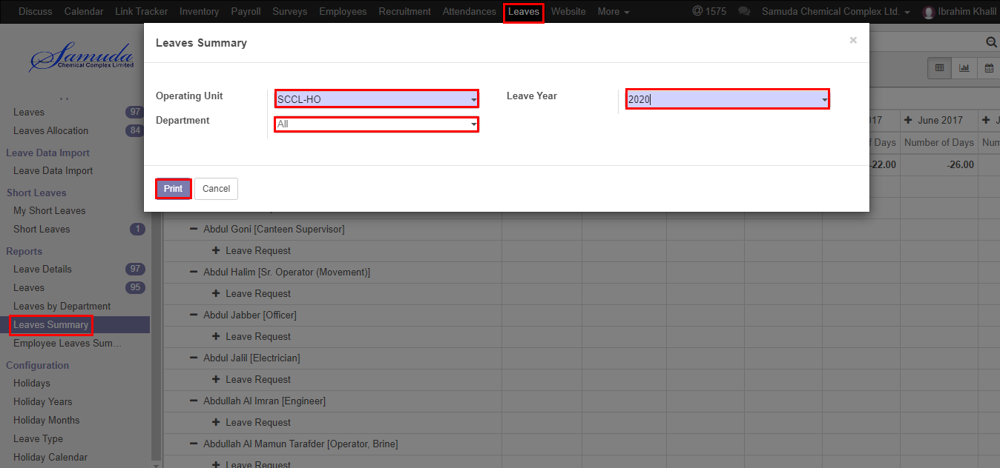 Discuss Calendar Link Tracker Inventory Payroll Surveys Employees Recruitment Attendances Leaves Website More @ 1575 Samuda Chemical Complex Ltd. Ibrahim Khalil
Samuda
Chemical Complex Limited
Leaves Summary ×
Operating Unit SCCL-HO Leave Year 2020
Department All
Print Cancel
Leaves 97
Leaves Allocation 84
Leave Data Import
Leave Data Import
Short Leaves
My Short Leaves
Short Leaves 1
Reports
Leave Details 97
Leaves 95
Leaves by Department
Leaves Summary
Employee Leaves Sum...
Configuration
Holidays
Holiday Years
Holiday Months
Leave Type
Holiday Calendar
17 June 2017
Days Number of Days
-22.00 -26.00
Abdul Goni [Canteen Supervisor]
Leave Request
Abdul Halim [Sr. Operator (Movement)]
Leave Request
Abdul Jabber [Officer]
Leave Request
Abdul Jalil [Electrician]
Leave Request
Abdullah Al Imran [Engineer]
Leave Request
Abdullah Al Mamun Tarafder [Operator, Brine]
Leave Request